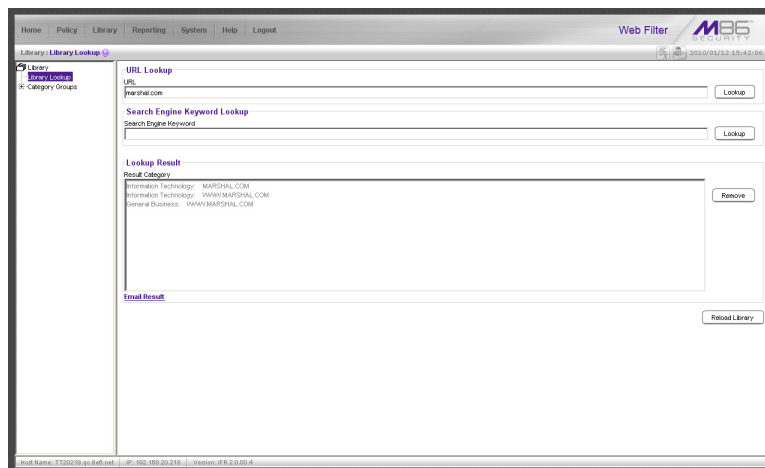 Home Policy Library Reporting System Help Logout
Web Filter
M86
SECURITY
Library : Library Lookup
2010/01/12 15:42:06
Library
Library Lookup
Category Groups
URL Lookup
URL
marshal.com
Lookup
Search Engine Keyword Lookup
Search Engine Keyword
Lookup
Lookup Result
Result Category
Information Technology: MARSHAL.COM
Information Technology: WWW.MARSHAL.COM
General Business: WWW.MARSHAL.COM
Remove
Email Result
Reload Library
Host Name: TT20218.qc.8e6.net IP: 192.168.20.218 Version: IFR 2.0.00.4